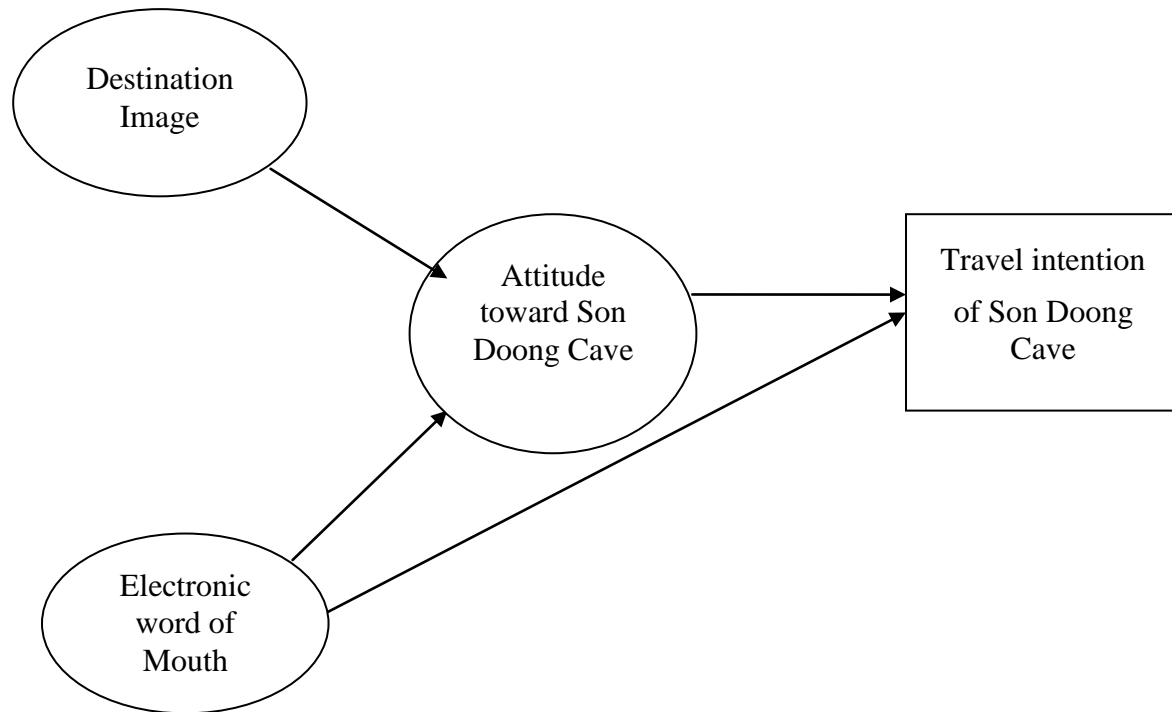 Destination
Image
Attitude
toward Son
Doong Cave
Travel intention
of Son Doong
Cave
Electronic
word of
Mouth